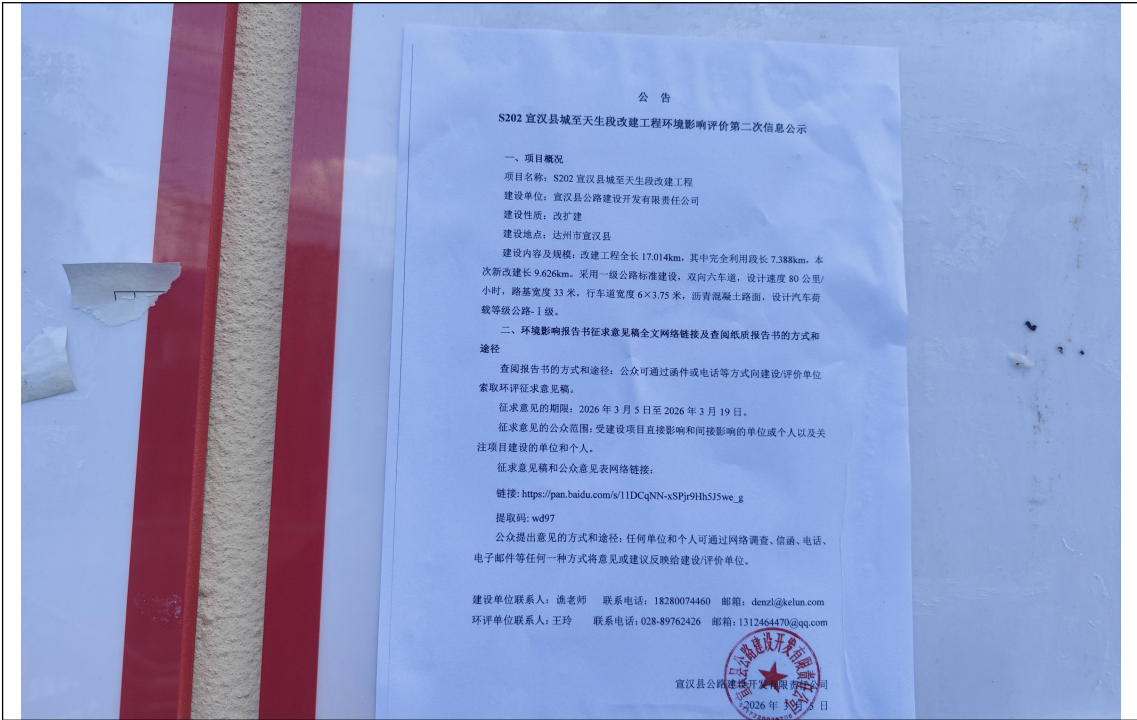 公 告
S202 宣汉县城至天生段改建工程环境影响评价第二次信息公示
一、项目概况
项目名称：S202 宣汉县城至天生段改建工程
建设单位：宣汉县公路建设开发有限责任公司
建设性质：改扩建
建设地点：达州市宣汉县
建设内容及规模：改建工程全长 17.014km，其中完全利用段长 7.388km，本
次新改建长 9.626km。采用一级公路标准建设，双向六车道，设计速度 80 公里/
小时，路基宽度 33 米，行车道宽度 6×3.75 米，沥青混凝土路面，设计汽车荷
载等级公路-Ⅰ级。
二、环境影响报告书征求意见稿全文网络链接及查阅纸质报告书的方式和
途径
查阅报告书的方式和途径：公众可通过函件或电话等方式向建设/评价单位
索取环评征求意见稿。
征求意见的期限：2026 年 3 月 5 日至 2026 年 3 月 19 日。
征求意见的公众范围：受建设项目直接影响和间接影响的单位或个人以及关
注项目建设的单位和个人。
征求意见稿和公众意见表网络链接：
链接: https://pan.baidu.com/s/11DCqNN-xSPjr9Hh5J5we_g
提取码: wd97
公众提出意见的方式和途径：任何单位和个人可通过网络调查、信函、电话、
电子邮件等任何一种方式将意见或建议反映给建设/评价单位。
建设单位联系人：谯老师 联系电话：18280074460 邮箱：denzl@kelun.com
环评单位联系人：王玲 联系电话：028-89762426 邮箱：1312464470@qq.com
宣汉县公路建设开发有限责任公司
2026 年 3 月 5 日